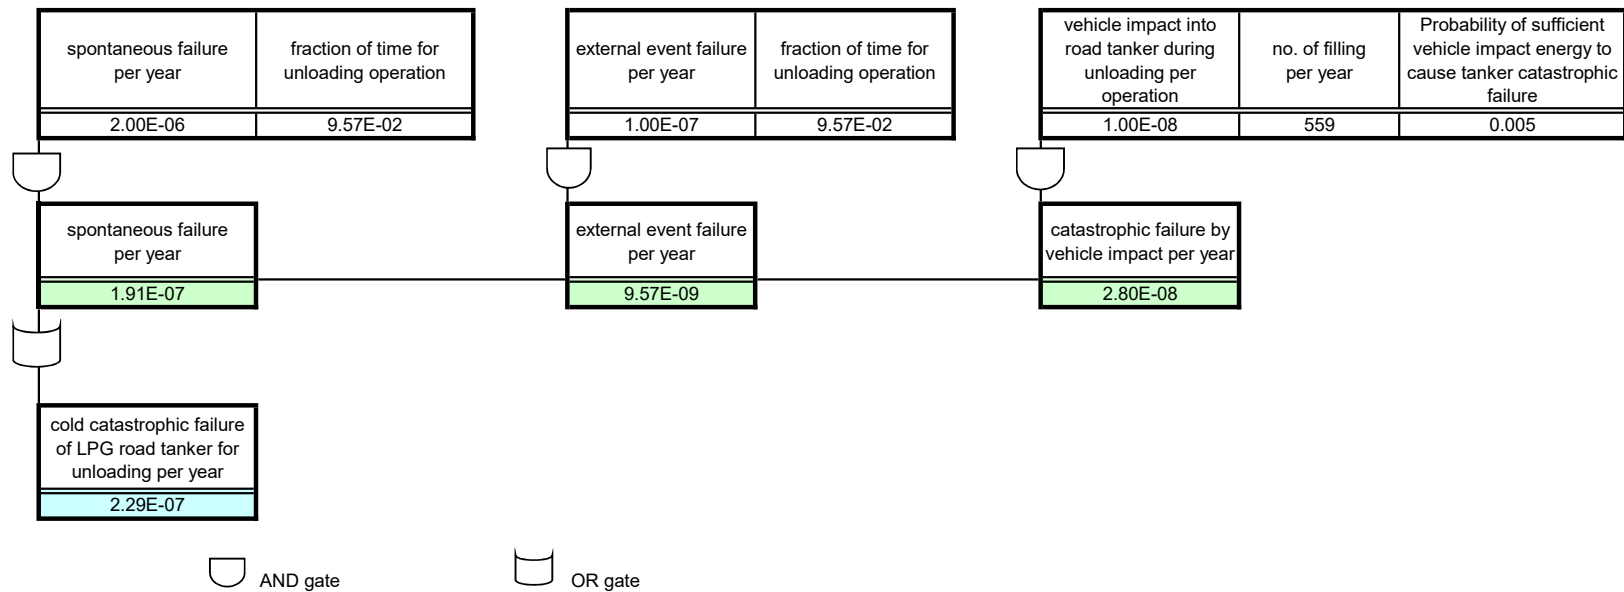 spontaneous failure
per year
fraction of time for
unloading operation
2.00E-06
9.57E-02
external event failure
per year
fraction of time for
unloading operation
1.00E-07
9.57E-02
vehicle impact into
road tanker during
unloading per
operation
no. of filling
per year
Probability of sufficient
vehicle impact energy to
cause tanker catastrophic
failure
1.00E-08
559
0.005
spontaneous failure
per year
1.91E-07
external event failure
per year
9.57E-09
catastrophic failure by
vehicle impact per year
2.80E-08
cold catastrophic failure
of LPG road tanker for
unloading per year
2.29E-07
AND gate
OR gate